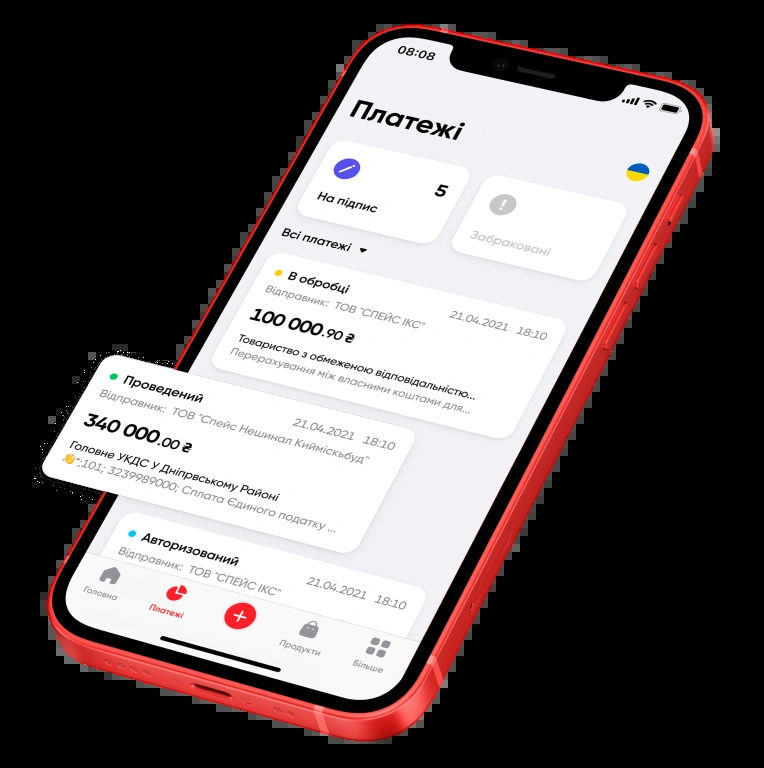 08:08
Платежі
5
На підпис
Забраковані
Всі платежі
В обробці
21.04.2021 18:10
Відправник: ТОВ "СПЕЙС ІКС"
100 000.90 ₴
Товариство з обмеженою відповідальністю...
Перерахування між власними коштами для...
Проведений
21.04.2021 18:10
Відправник: ТОВ "Спейс Нешинал Кийміськбуд"
340 000.00 ₴
Головне УКДС У Дніпрвському Районі
👋";101; 3239989000; Сплата Єдиного податку ...
Авторизований
21.04.2021 18:10
Відправник: ТОВ "СПЕЙС ІКС"
Головна
Платежі
Продукти
Більше